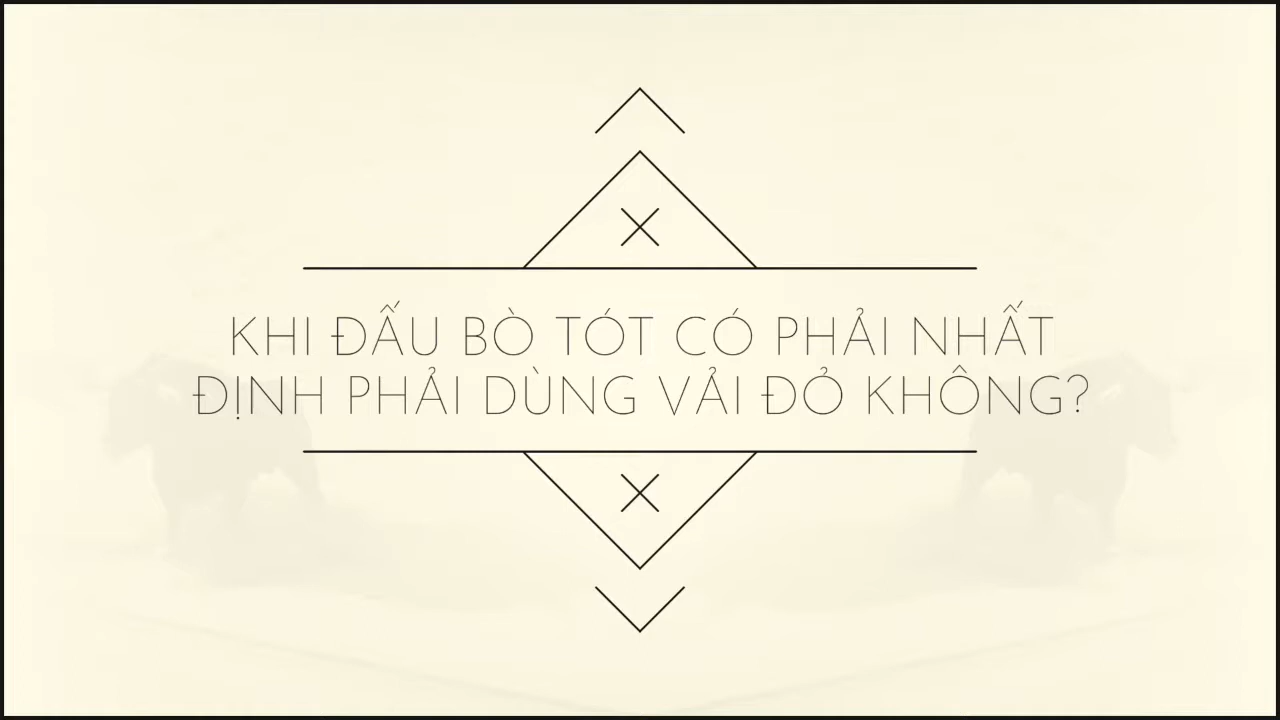 KHI ĐẤU BÒ TÓT CÓ PHẢI NHẤT
ĐỊNH PHẢI DÙNG VẢI ĐỎ KHÔNG?